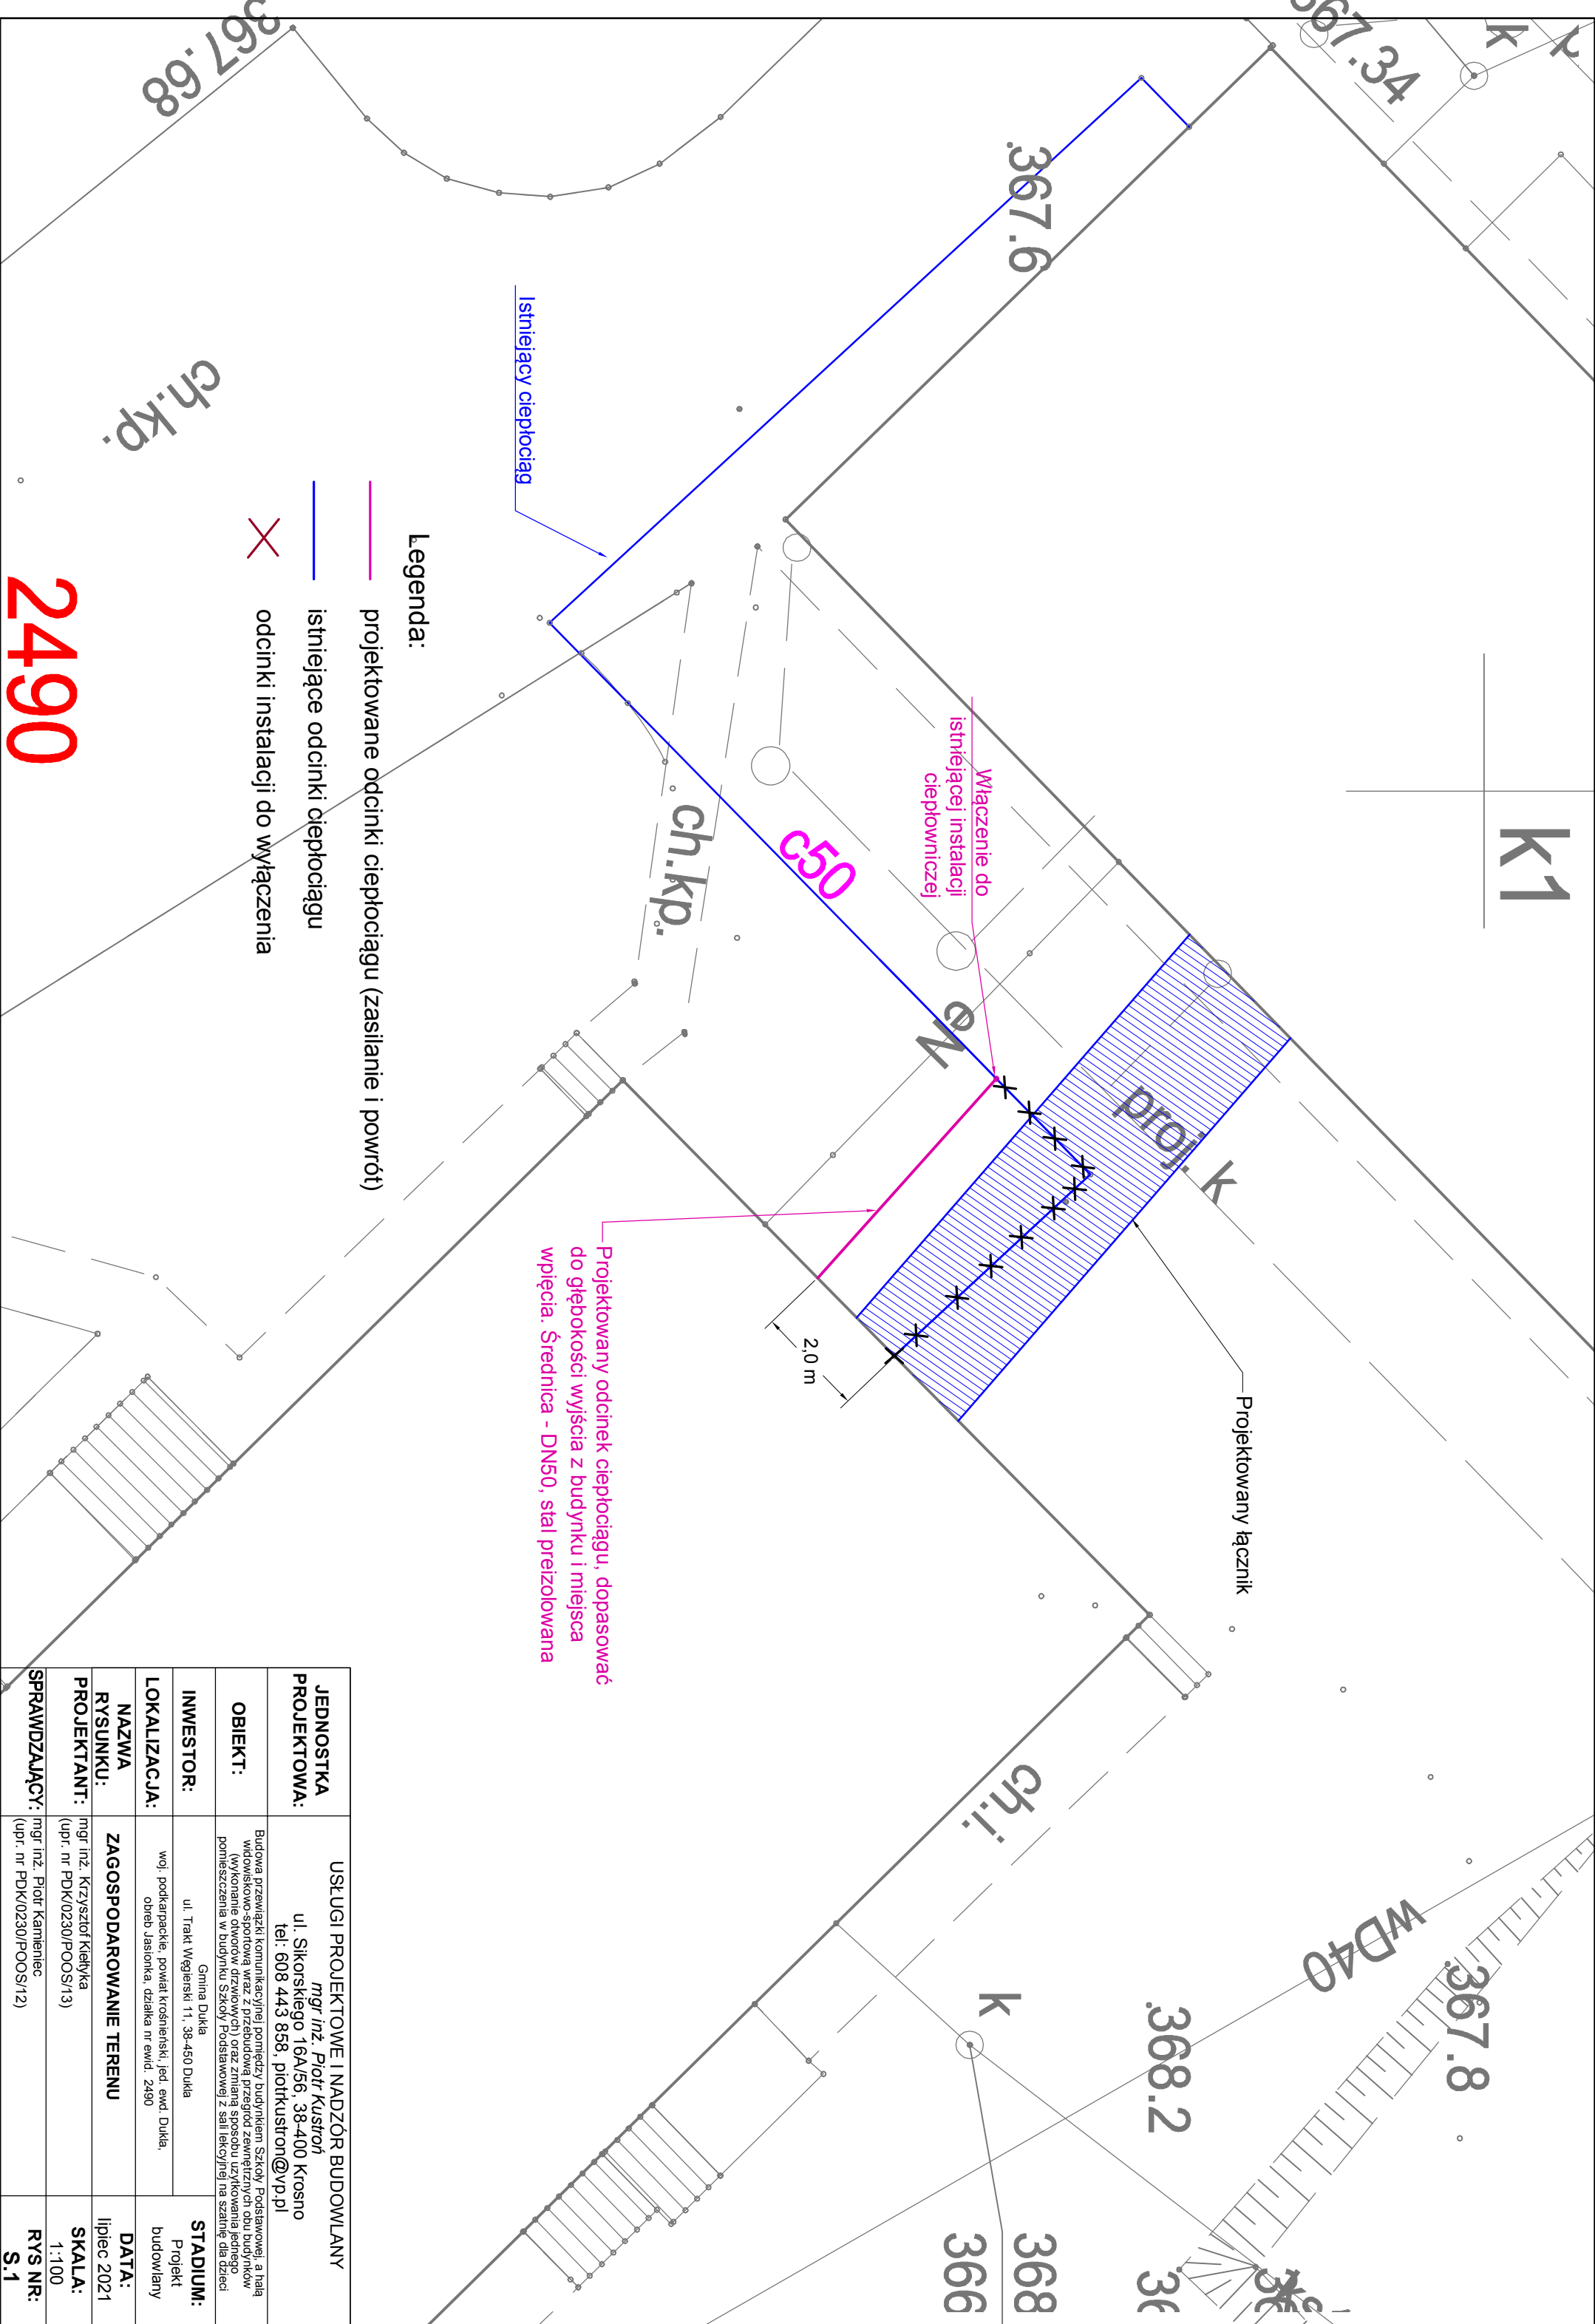 k1
367.34
k
367.68
.367.6
Istniejący ciepłociąg
ch.kp.
Włączenie do
istniejącej instalacji
ciepłowniczej
c50
ch.kp.
eN
proj. k
Projektowany łącznik
2,0 m
Projektowany odcinek ciepłociągu, dopasować
do głębokości wyjścia z budynku i miejsca
wpięcia. Średnica - DN50, stal preizolowana
Legenda:
projektowane odcinki ciepłociągu (zasilanie i powrót)
istniejące odcinki ciepłociągu
odcinki instalacji do wyłączenia
2490
ch.i.
wD40
.367.8
.368.2
k
368
366
JEDNOSTKA
PROJEKTOWA:
USŁUGI PROJEKTOWE I NADZÓR BUDOWLANY
mgr inż. Piotr Kustroń
ul. Sikorskiego 16A/56, 38-400 Krosno
tel: 608 443 858, piotrkustron@vp.pl
OBIEKT:
Budowa przewiązki komunikacyjnej pomiędzy budynkiem Szkoły Podstawowej, a halą
widowiskowo-sportową wraz z przebudową przegród zewnętrznych obu budynków
(wykonanie otworów drzwiowych) oraz zmianą sposobu użytkowania jednego
pomieszczenia w budynku Szkoły Podstawowej z sali lekcyjnej na szatnię dla dzieci
INWESTOR:
Gmina Dukla
ul. Trakt Węgierski 11, 38-450 Dukla
STADIUM:
Projekt
budowlany
LOKALIZACJA:
woj. podkarpackie, powiat krośnieński, jed. ewd. Dukla,
obręb Jasionka, działka nr ewid. 2490
NAZWA
RYSUNKU:
ZAGOSPODAROWANIE TERENU
DATA:
lipiec 2021
PROJEKTANT:
mgr inż. Krzysztof Kiełtyka
(upr. nr PDK/0230/POOS/13)
SKALA:
1:100
SPRAWDZAJĄCY:
mgr inż. Piotr Kamieniec
(upr. nr PDK/0230/POOS/12)
RYS NR:
S.1